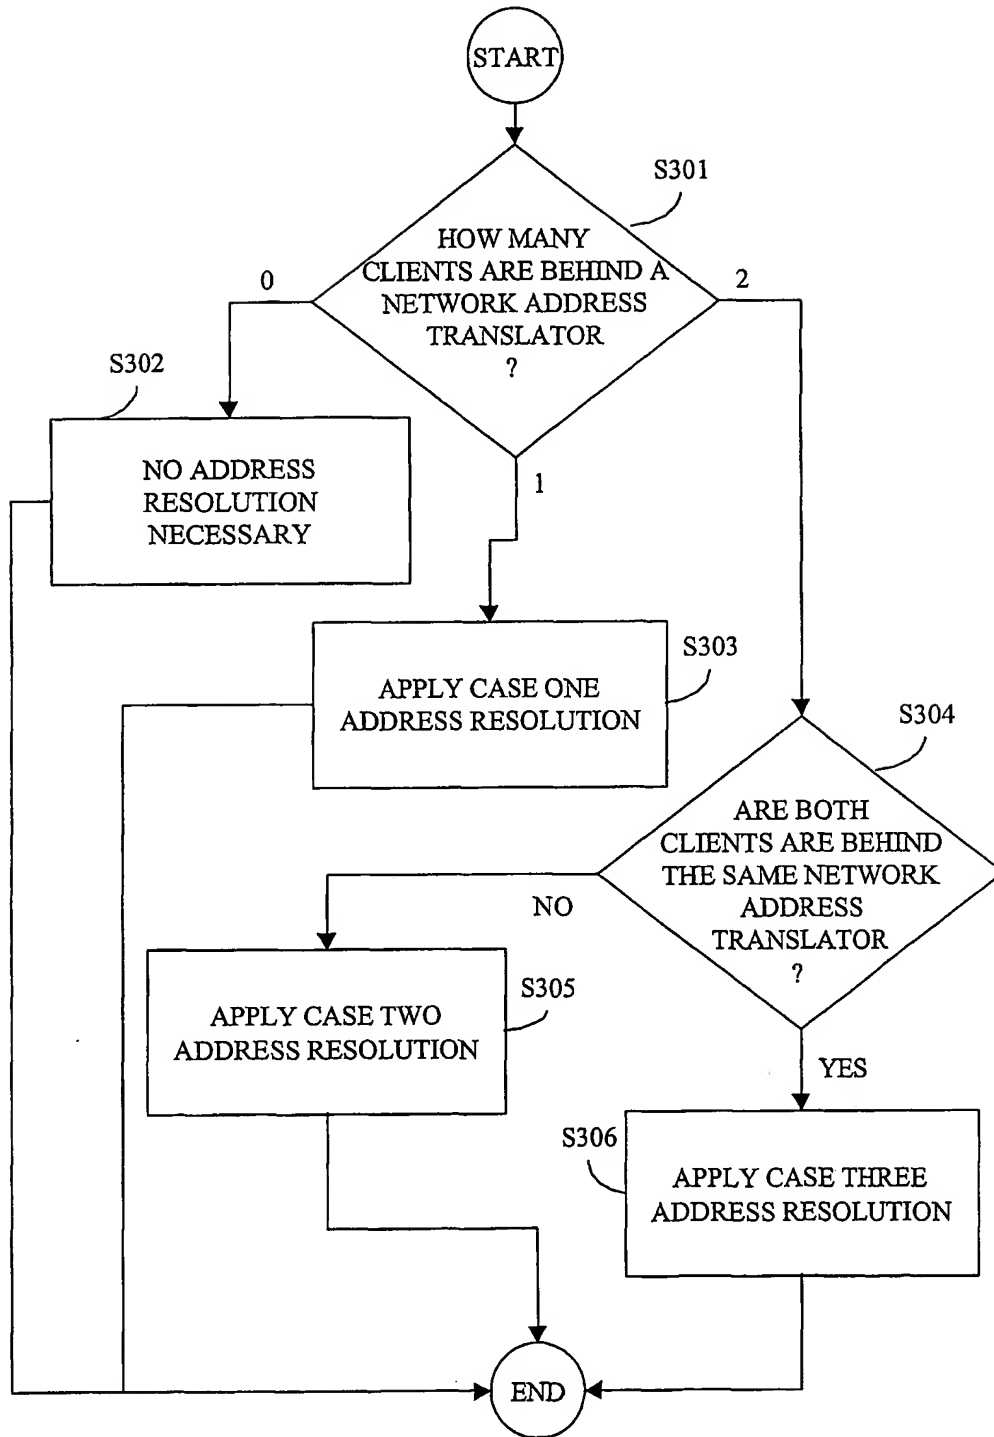 START
S301
HOW MANY
CLIENTS ARE BEHIND A
NETWORK ADDRESS
TRANSLATOR
?
0
2
S302
NO ADDRESS
RESOLUTION
NECESSARY
1
S303
APPLY CASE ONE
ADDRESS RESOLUTION
S304
ARE BOTH
CLIENTS ARE BEHIND
THE SAME NETWORK
ADDRESS
TRANSLATOR
?
NO
S305
APPLY CASE TWO
ADDRESS RESOLUTION
YES
S306
APPLY CASE THREE
ADDRESS RESOLUTION
END